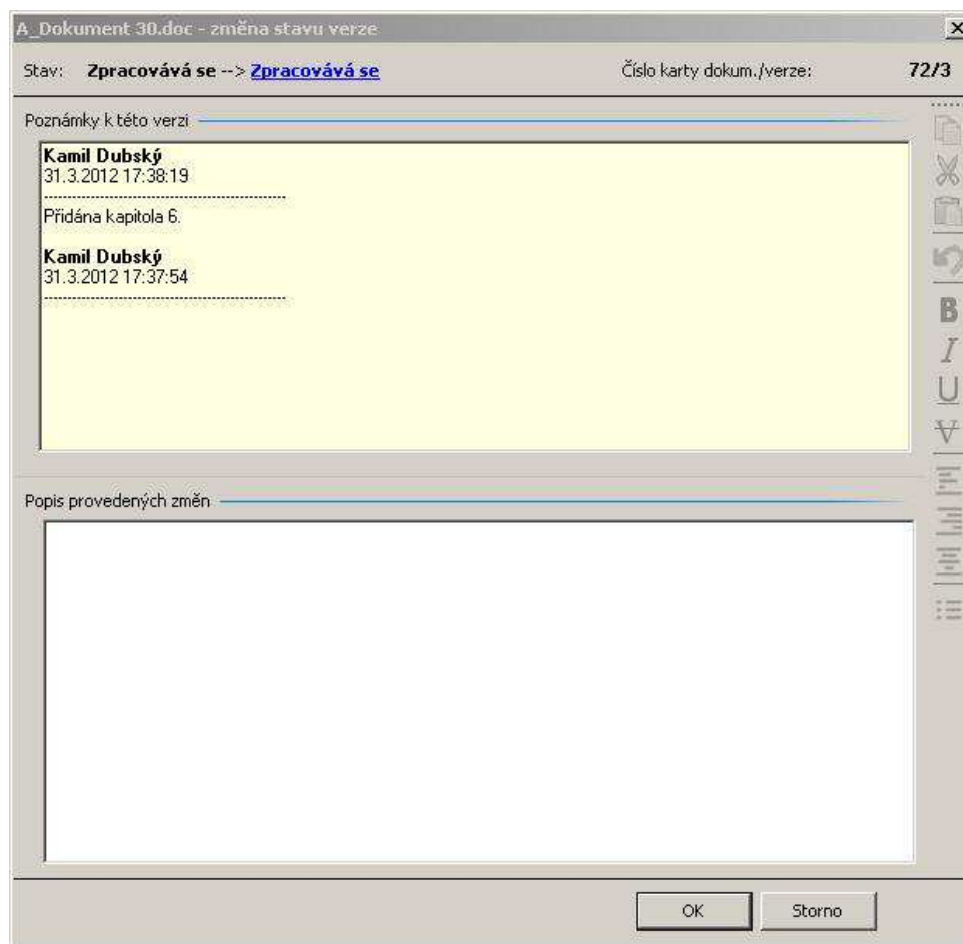 A_Dokument 30.doc - změna stavu verze
Stav: Zpracovává se --> Zpracovává se Číslo karty dokum./verze: 72/3
Poznámky k této verzi
Kamil Dubský
31.3.2012 17:38:19
------------------------------------------------
Přidána kapitola 6.
Kamil Dubský
31.3.2012 17:37:54
------------------------------------------------
B
I
U
V
Popis provedených změn
OK Storno